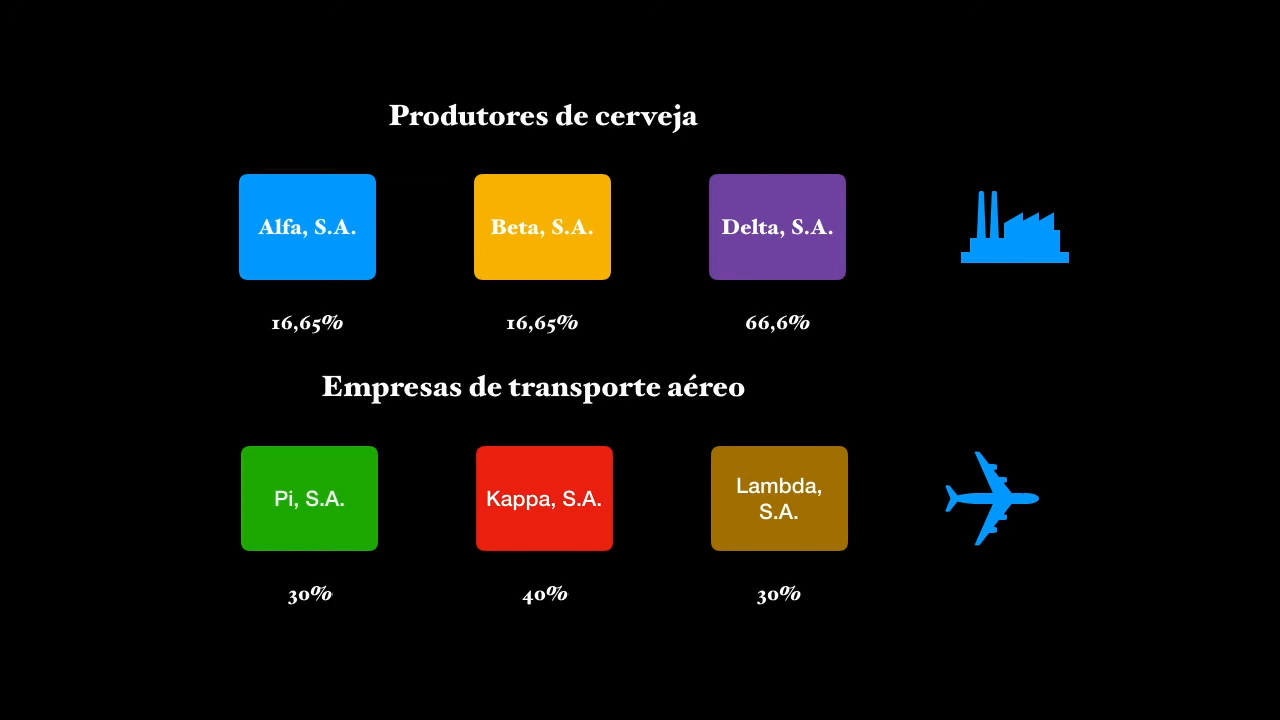 Produtores de cerveja
Alfa, S.A.
Beta, S.A.
Delta, S.A.
16,65%
16,65%
66,6%
Empresas de transporte aéreo
Pi, S.A.
Kappa, S.A.
Lambda,
S.A.
30%
40%
30%